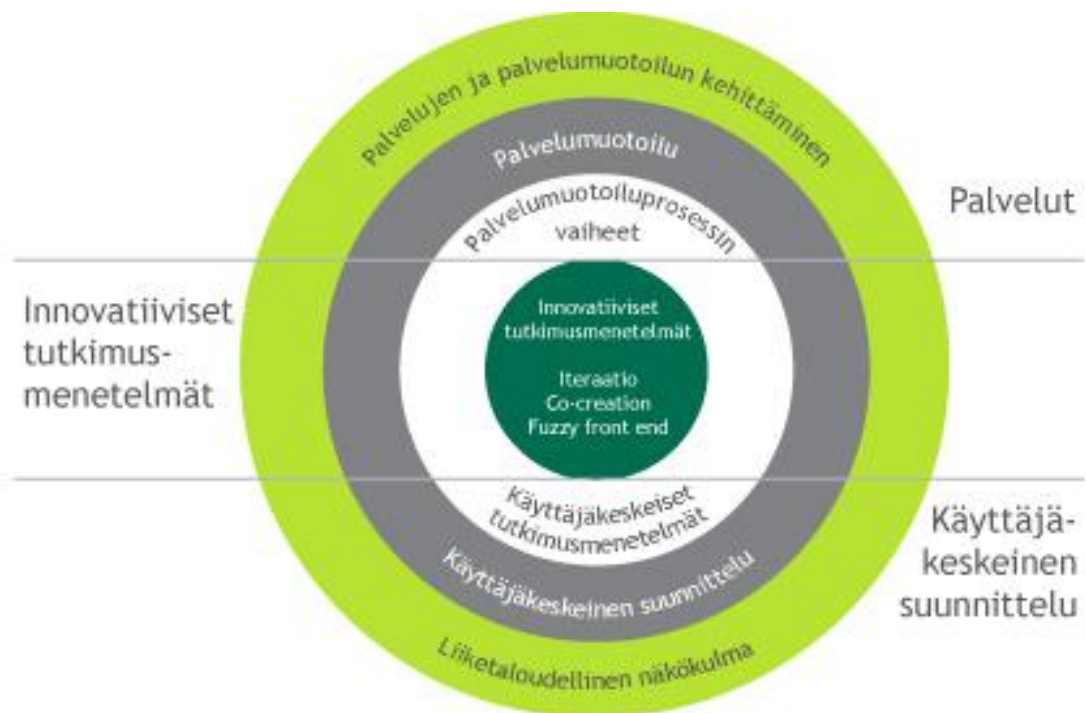 Palvelujen ja palvelumuotoilun kehittäminen
Palvelumuotoilu
Palvelumuotoiluprosessin
vaiheet
Palvelut
Innovatiiviset
tutkimus-
menetelmät
Innovatiiviset
tutkimusmenetelmät
Iteraatio
Co-creation
Fuzzy front end
Käyttäjäkeskeiset
tutkimusmenetelmät
Käyttäjäkeskeinen suunnittelu
Liiketaloudellinen näkökulma
Käyttäjä-
keskeinen
suunnittelu